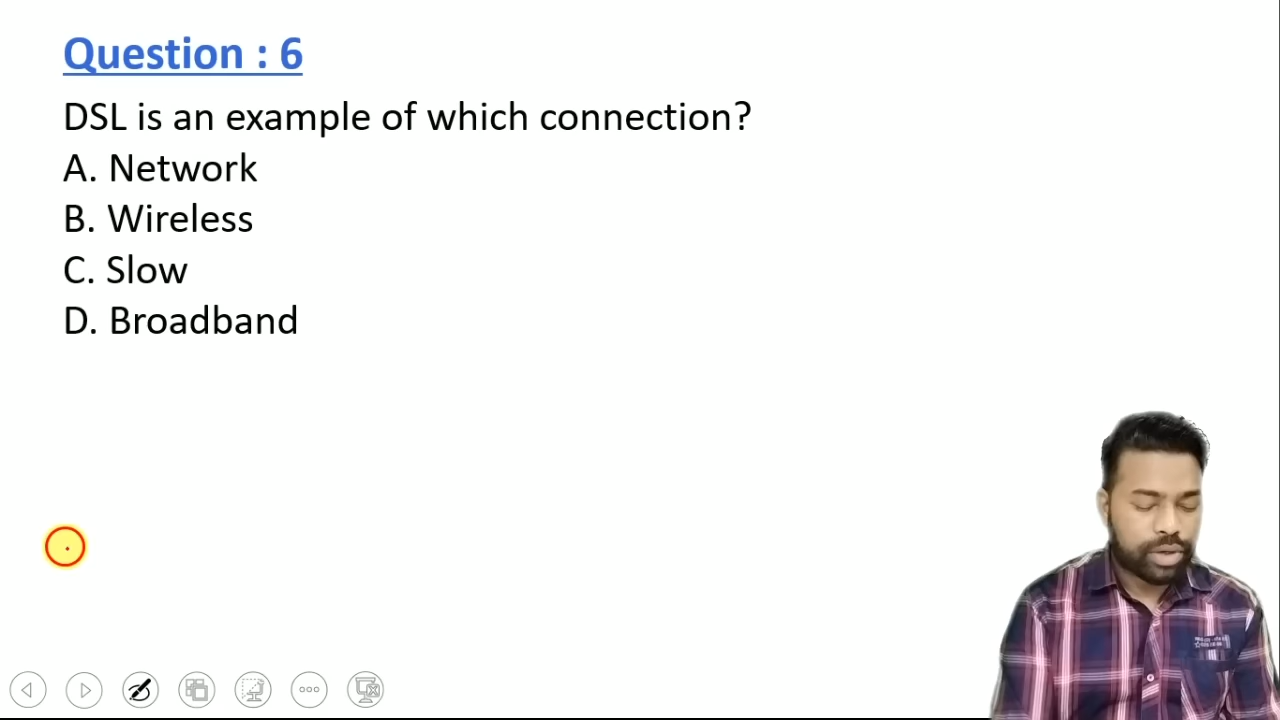 Question : 6
DSL is an example of which connection?
A. Network
B. Wireless
C. Slow
D. Broadband